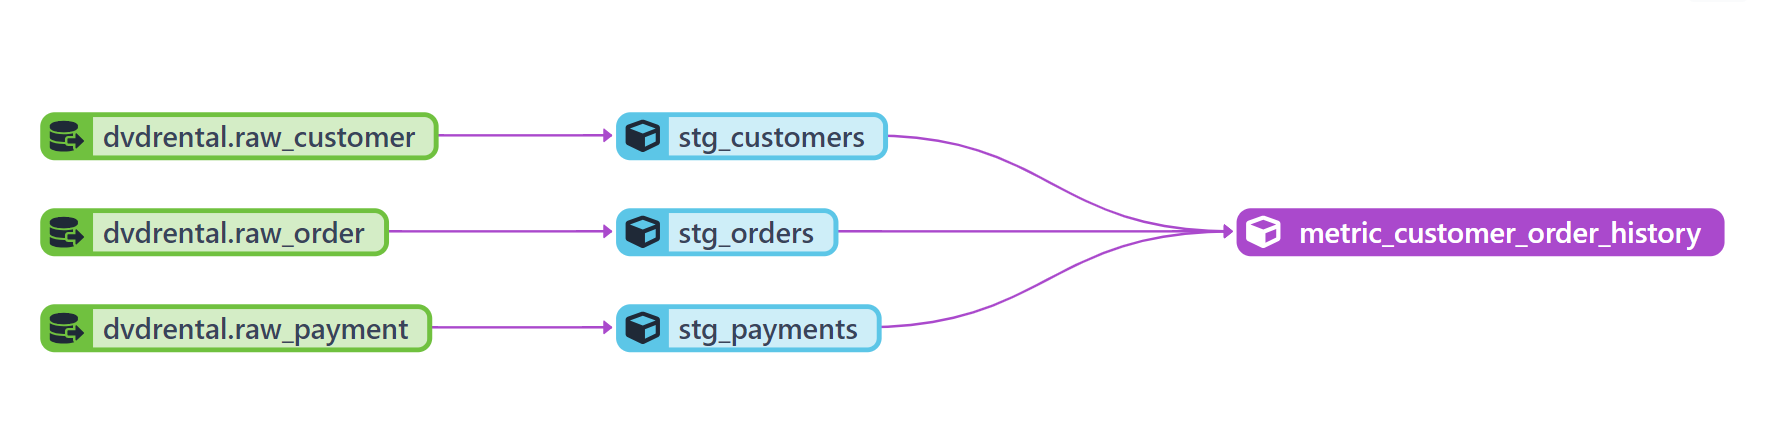 dvdrental.raw_customer
stg_customers
dvdrental.raw_order
stg_orders
metric_customer_order_history
dvdrental.raw_payment
stg_payments